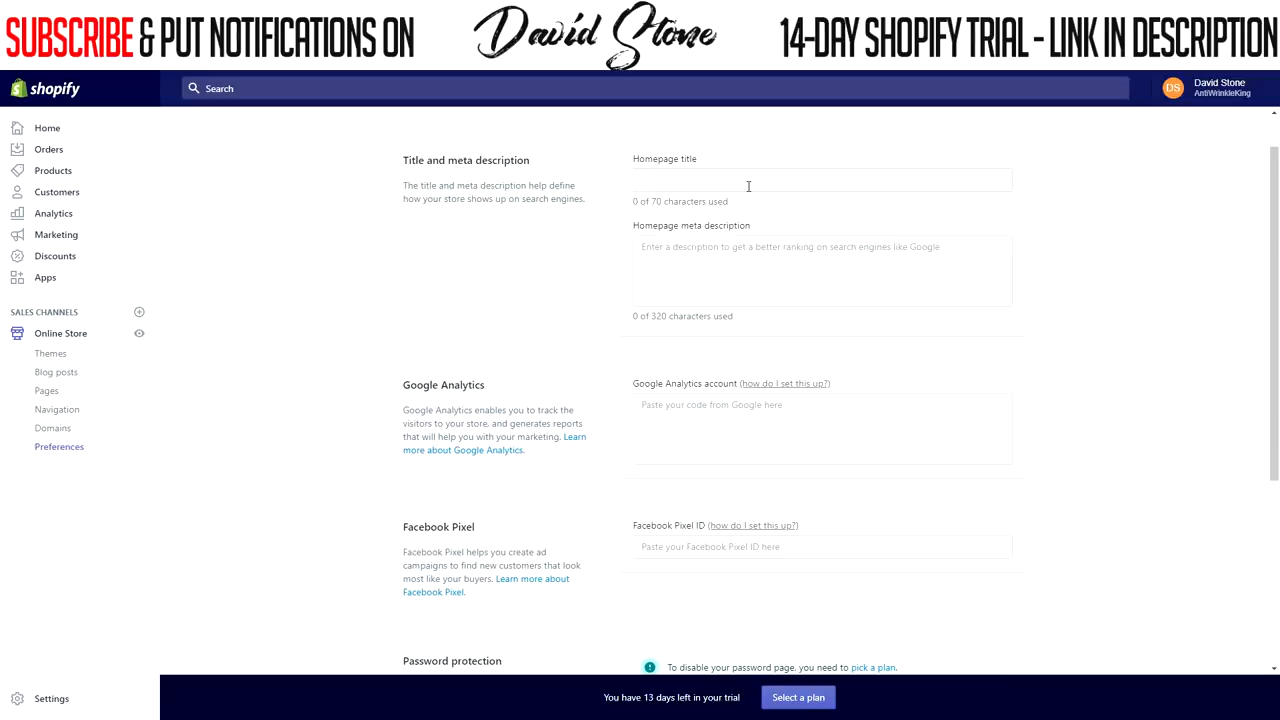 SUBSCRIBE & PUT NOTIFICATIONS ON
David Stone
14-DAY SHOPIFY TRIAL - LINK IN DESCRIPTION
shopify
Search
DS
David Stone
AntiWrinkleKing
Home
Orders
Products
Customers
Analytics
Marketing
Discounts
Apps
SALES CHANNELS
Online Store
Themes
Blog posts
Pages
Navigation
Domains
Preferences
Settings
Title and meta description
The title and meta description help define
how your store shows up on search engines.
Homepage title
0 of 70 characters used
Homepage meta description
Enter a description to get a better ranking on search engines like Google
0 of 320 characters used
Google Analytics
Google Analytics enables you to track the
visitors to your store, and generates reports
that will help you with your marketing. Learn
more about Google Analytics.
Google Analytics account (how do I set this up?)
Paste your code from Google here
Facebook Pixel
Facebook Pixel helps you create ad
campaigns to find new customers that look
most like your buyers. Learn more about
Facebook Pixel.
Facebook Pixel ID (how do I set this up?)
Paste your Facebook Pixel ID here
Password protection
To disable your password page, you need to pick a plan.
You have 13 days left in your trial
Select a plan